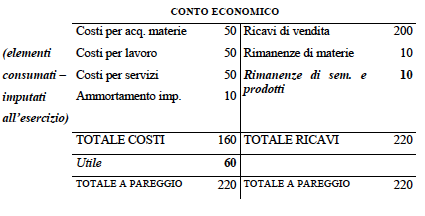 CONTO ECONOMICO
Costi per acq. materie 50 Ricavi di vendita 200
(elementi Costi per lavoro 50 Rimanenze di materie 10
consumati – Costi per servizi 50 Rimanenze di sem. e 10
imputati Ammortamento imp. 10 prodotti
all'esercizio)
TOTALE COSTI 160 TOTALE RICAVI 220
Utile 60
TOTALE A PAREGGIO 220 TOTALE A PAREGGIO 220